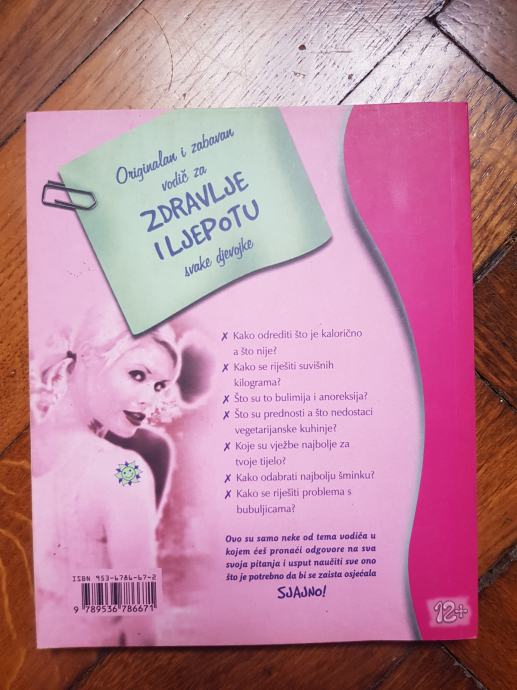 Originalan i zabavan
vodič za
ZDRAVLJE
I LJEPOTU
svake djevojke
✗ Kako odrediti što je kalorično
a što nije?
✗ Kako se riješiti suvišnih
kilograma?
✗ Što su to bulimija i anoreksija?
✗ Što su prednosti a što nedostaci
vegetarijanske kuhinje?
✗ Koje su vježbe najbolje za
tvoje tijelo?
✗ Kako odabrati najbolju šminku?
✗ Kako se riješiti problema s
bubuljicama?
Ovo su samo neke od tema vodiča u
kojem ćeš pronaći odgovore na sva
svoja pitanja i usput naučiti sve ono
što je potrebno da bi se zaista osjećala
SJAJNO!
ISBN 953-6786-67-2
9 789536 786671
12+